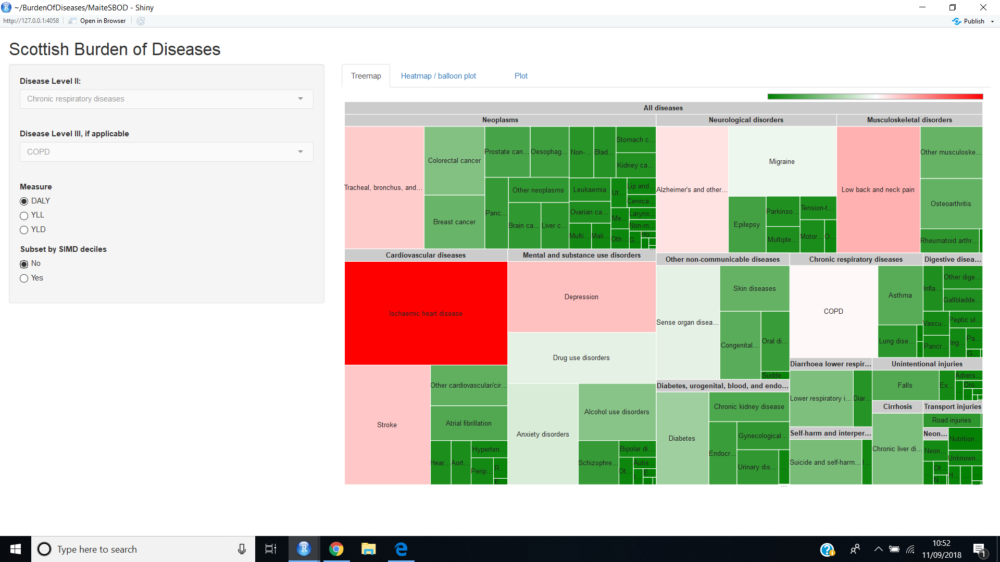 ~/BurdenOfDiseases/MaiteSBOD - Shiny
http://127.0.0.1:4058
Open in Browser
Publish
Scottish Burden of Diseases
Disease Level II:
Chronic respiratory diseases
Disease Level III, if applicable
COPD
Measure
DALY
YLL
YLD
Subset by SIMD deciles
No
Yes
Treemap
Heatmap / balloon plot
Plot
All diseases
Neoplasms
Tracheal, bronchus, and...
Colorectal cancer
Breast cancer
Prostate can...
Oesophag...
Non-...
Blad...
Stomach c...
Kidney ca...
Panc...
Other neoplasms
Brain ca...
Liver c...
Leukaemia
Ovarian ca...
Multi...
Mali...
Ut...
Lip and...
Cervica...
Me...
Larynx...
Non-m...
Oth...
G...
Ho...
Neurological disorders
Alzheimer's and other...
Migraine
Epilepsy
Parkinso...
Multiple...
Tension-t...
Motor...
O...
Musculoskeletal disorders
Low back and neck pain
Other musculoske...
Osteoarthritis
Rheumatoid arthr...
Cardiovascular diseases
Ischaemic heart disease
Stroke
Other cardiovascular/cir...
Atrial fibrillation
Hear...
Aort...
Hyperten...
Perip...
R...
E...
Mental and substance use disorders
Depression
Drug use disorders
Anxiety disorders
Alcohol use disorders
Schizophre...
Bipolar di...
Ot...
Autis...
I...
E...
Other non-communicable diseases
Sense organ disea...
Skin diseases
Congenital...
Oral di...
Sudde...
Diabetes, urogenital, blood, and endo...
Diabetes
Chronic kidney disease
Endocr...
Gynecological...
Urinary dis...
...
Chronic respiratory diseases
COPD
Asthma
Lung dise...
Digestive disea...
Infla...
Other dige...
Gallbladde...
Vascu...
Peptic ul...
Pancr...
Ing...
Pa...
G...
Diarrhoea lower respir...
Lower respiratory i...
Diar...
Unintentional injuries
Falls
Ex...
Advers...
Dro...
Self-harm and interper...
Suicide and self-harm...
I...
Cirrhosis
Chronic liver di...
Transport injuries
Road injuries
Neon...
Neon...
Ot...
N...
Nutrition...
Unknown...
H...
Type here to search
10:52
11/09/2018
1